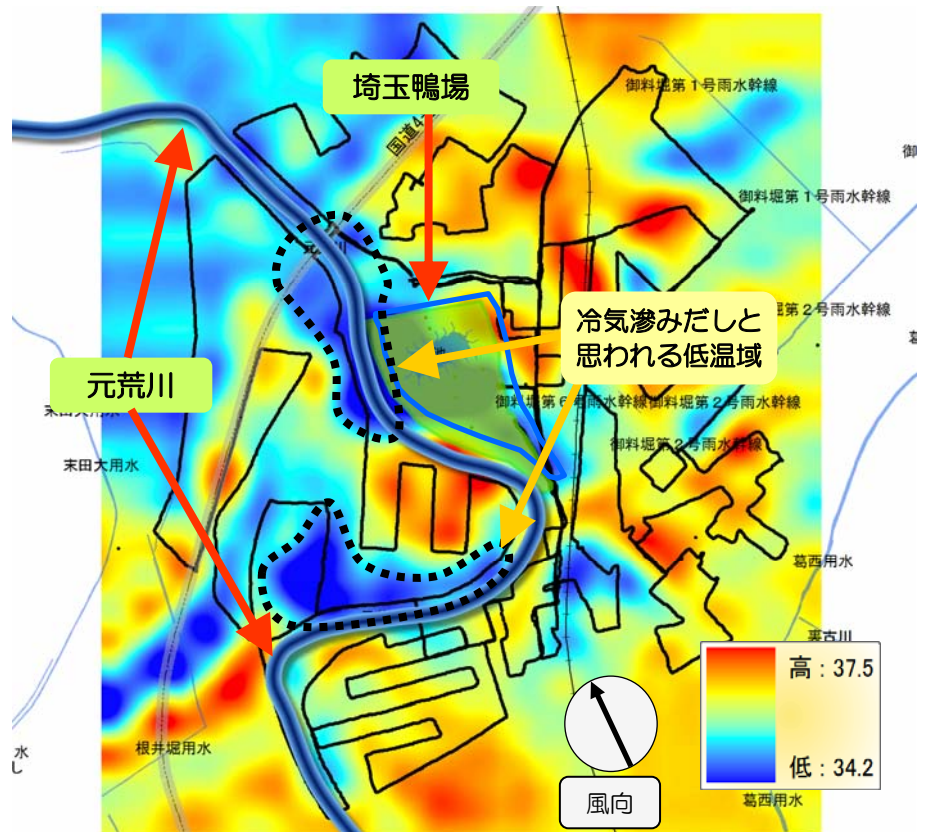 埼玉鴨場
御料堀第1号雨水幹線
国道4
御
御料堀第1号雨水幹線
冷気滲みだしと
思われる低温域
第2号雨水幹線
元荒川
御料堀第6号雨水幹線御料堀第2号雨水幹線
御料堀第2号雨水幹線
末田大用水
葛西用水
裏古川
高：37.5
低：34.2
根井堀用水
水
し
風向
葛西用水